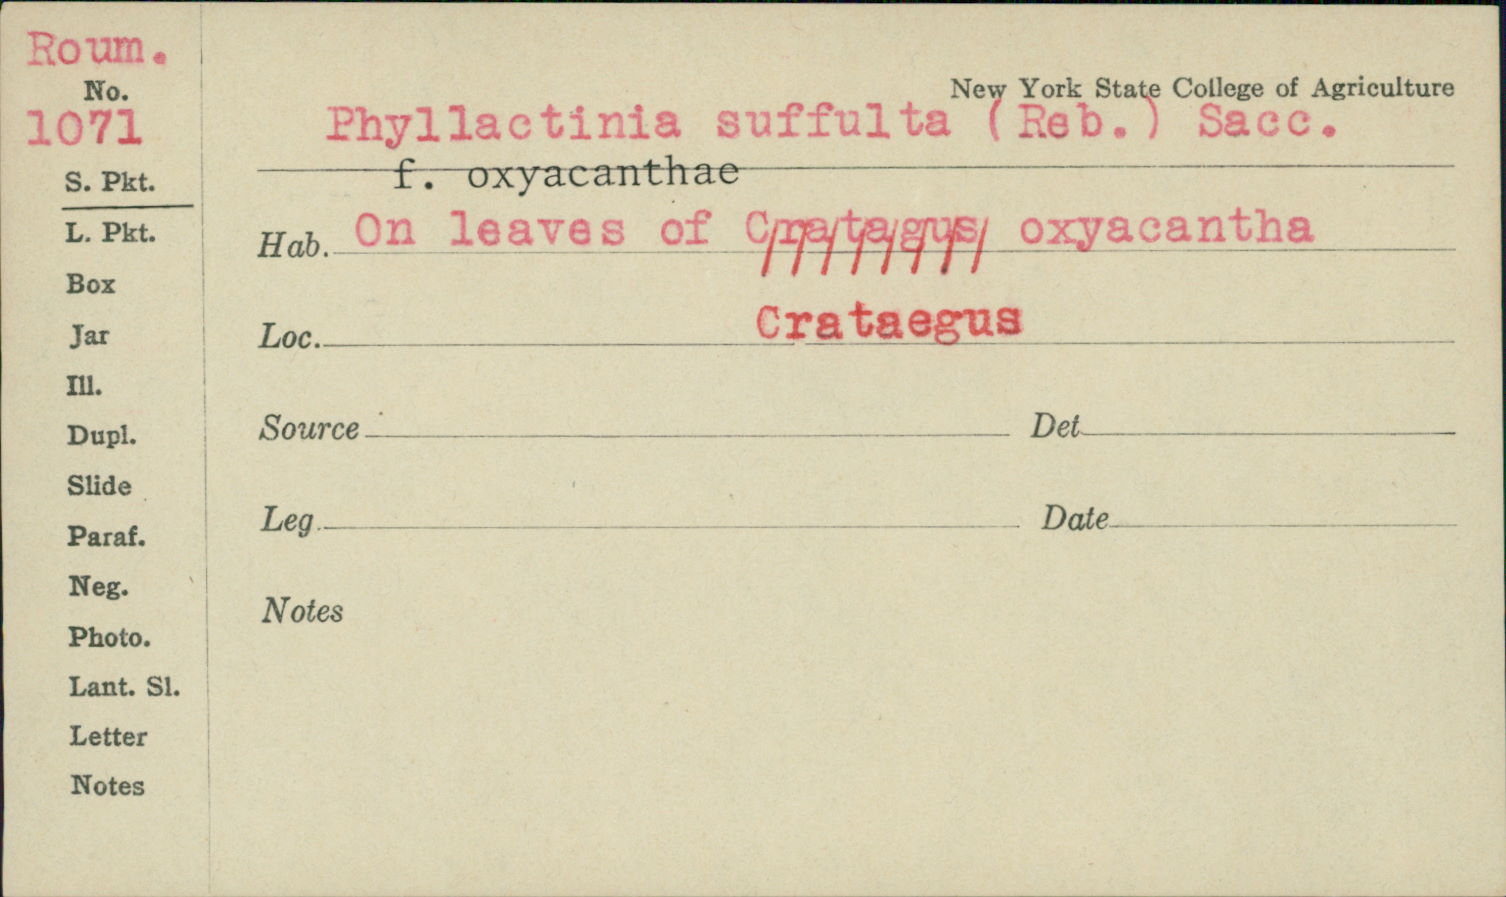 Roum.
No.
1071
S. Pkt.
L. Pkt.
Box
Jar
Ill.
Dupl.
Slide
Paraf.
Neg.
Photo.
Lant. Sl.
Letter
Notes
New York State College of Agriculture
Phyllactinia suffulta (Reb.) Sacc.
f. oxyacanthae
Hab. On leaves of Cratagus oxyacantha
Crataegus
Loc.
Source Det.
Leg. Date
Notes